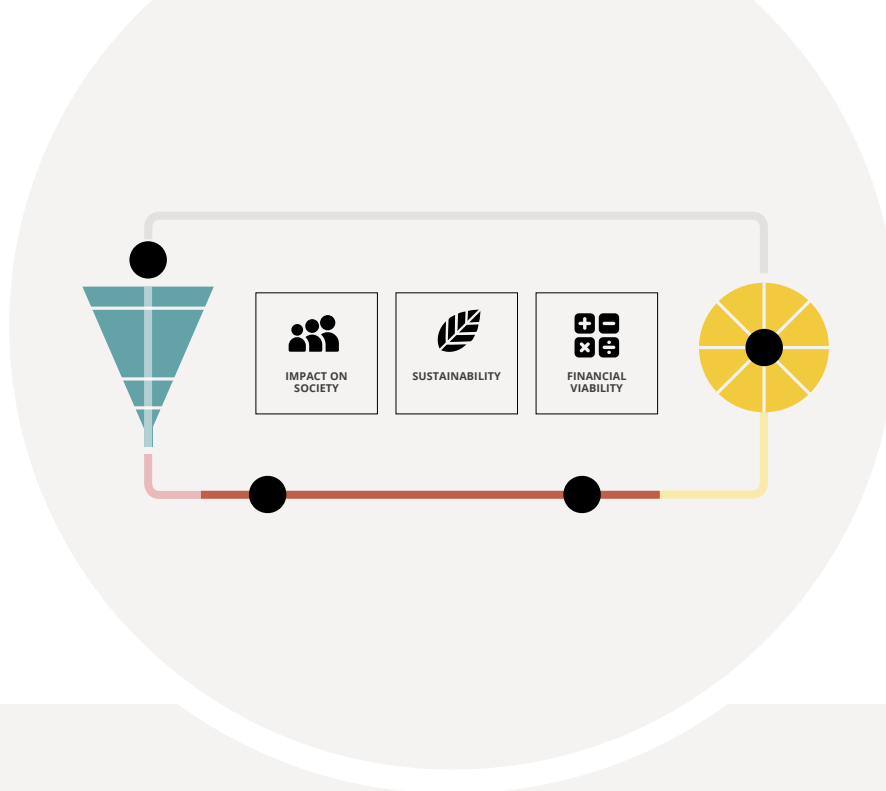 IMPACT ON
SOCIETY
SUSTAINABILITY
FINANCIAL
VIABILITY